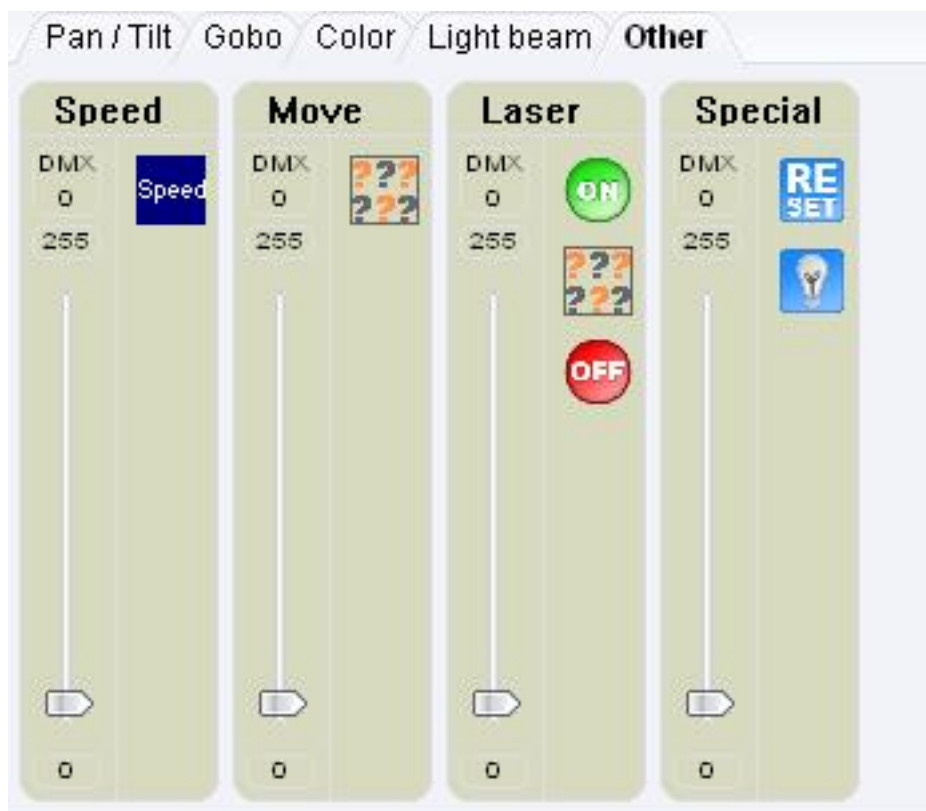 Pan / Tilt Gobo Color Light beam Other
Speed Move Laser Special
DMX DMX DMX DMX
0 Speed 0 ??? 0 ON 0 RE SET
255 255 ??? 255 ??? 255
???
OFF
0 0 0 0